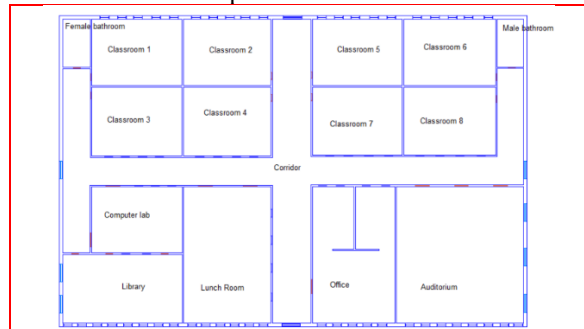 Female bathroom
Male bathroom
Classroom 1
Classroom 2
Classroom 5
Classroom 6
Classroom 3
Classroom 4
Classroom 7
Classroom 8
Corridor
Computer lab
Library
Lunch Room
Office
Auditorium